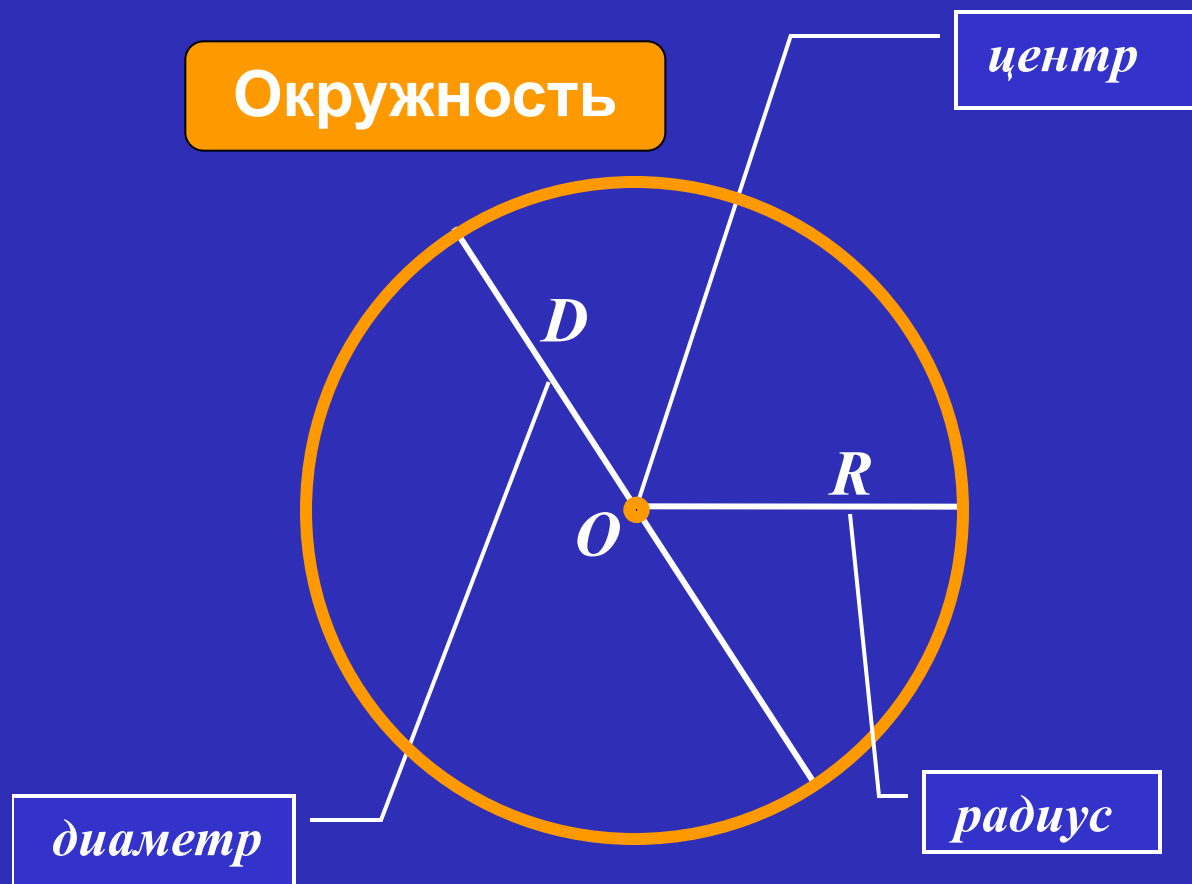 центр
Окружность
D
R
O
радиус
диаметр